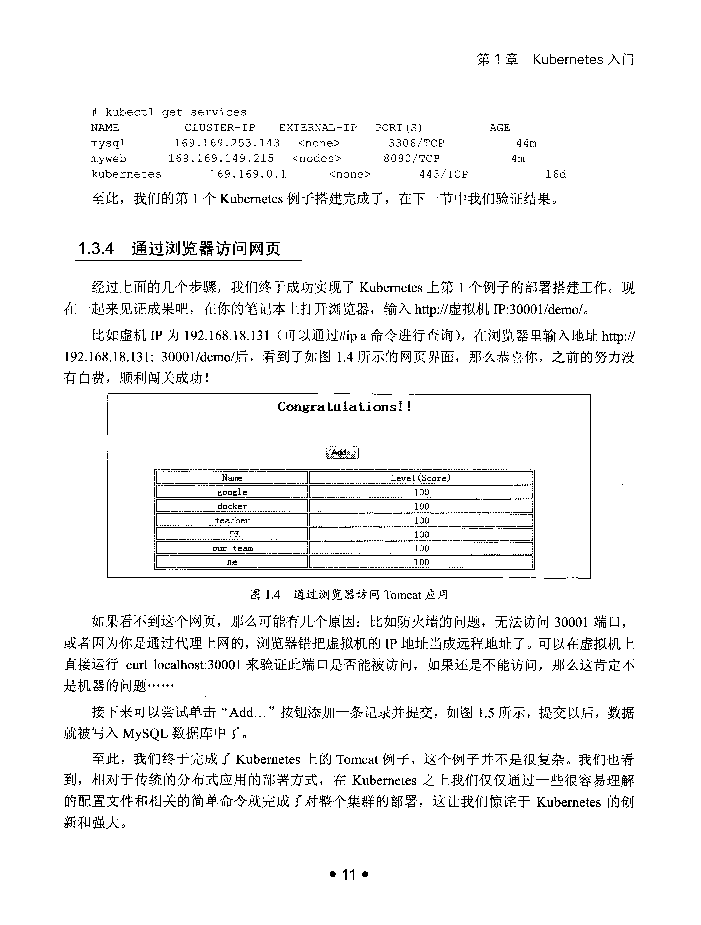 第 1 章 Kubernetes 入门
# kubectl get services
NAME CLUSTER-IP EXTERNAL-IP PORT(S) AGE
mysql 169.169.253.143 <none> 3306/TCP 44m
myweb 169.169.149.215 <nodes> 8080/TCP 4m
kubernetes 169.169.0.1 <none> 443/TCP 18d
至此，我们的第 1 个 Kubernetes 例子搭建完成了，在下一节中我们验证结果。
1.3.4 通过浏览器访问网页
经过上面的几个步骤，我们终于成功实现了 Kubernetes 上第 1 个例子的部署搭建工作。现
在一起来见证成果吧，在你的笔记本上打开浏览器，输入 http://虚拟机 IP:30001/demo/。
比如虚机 IP 为 192.168.18.131（可以通过#ip a 命令进行查询），在浏览器里输入地址 http://
192.168.18.131: 30001/demo/后，看到了如图 1.4 所示的网页界面，那么恭喜你，之前的努力没
有白费，顺利闯关成功！
Congratulations!!
Add...
Name Level(Score)
google 100
docker 100
teacher 100
100
our team 100
me 100
图 1.4 通过浏览器访问 Tomcat 应用
如果看不到这个网页，那么可能有几个原因：比如防火墙的问题，无法访问 30001 端口，
或者因为你是通过代理上网的，浏览器错把虚拟机的 IP 地址当成远程地址了。可以在虚拟机上
直接运行 curl localhost:30001 来验证此端口是否能被访问，如果还是不能访问，那么这肯定不
是机器的问题……
接下来可以尝试单击“Add…”按钮添加一条记录并提交，如图 1.5 所示，提交以后，数据
就被写入 MySQL 数据库中了。
至此，我们终于完成了 Kubernetes 上的 Tomcat 例子，这个例子并不是很复杂。我们也看
到，相对于传统的分布式应用的部署方式，在 Kubernetes 之上我们仅仅通过一些很容易理解
的配置文件和相关的简单命令就完成了对整个集群的部署，这让我们惊诧于 Kubernetes 的创
新和强大。
• 11 •